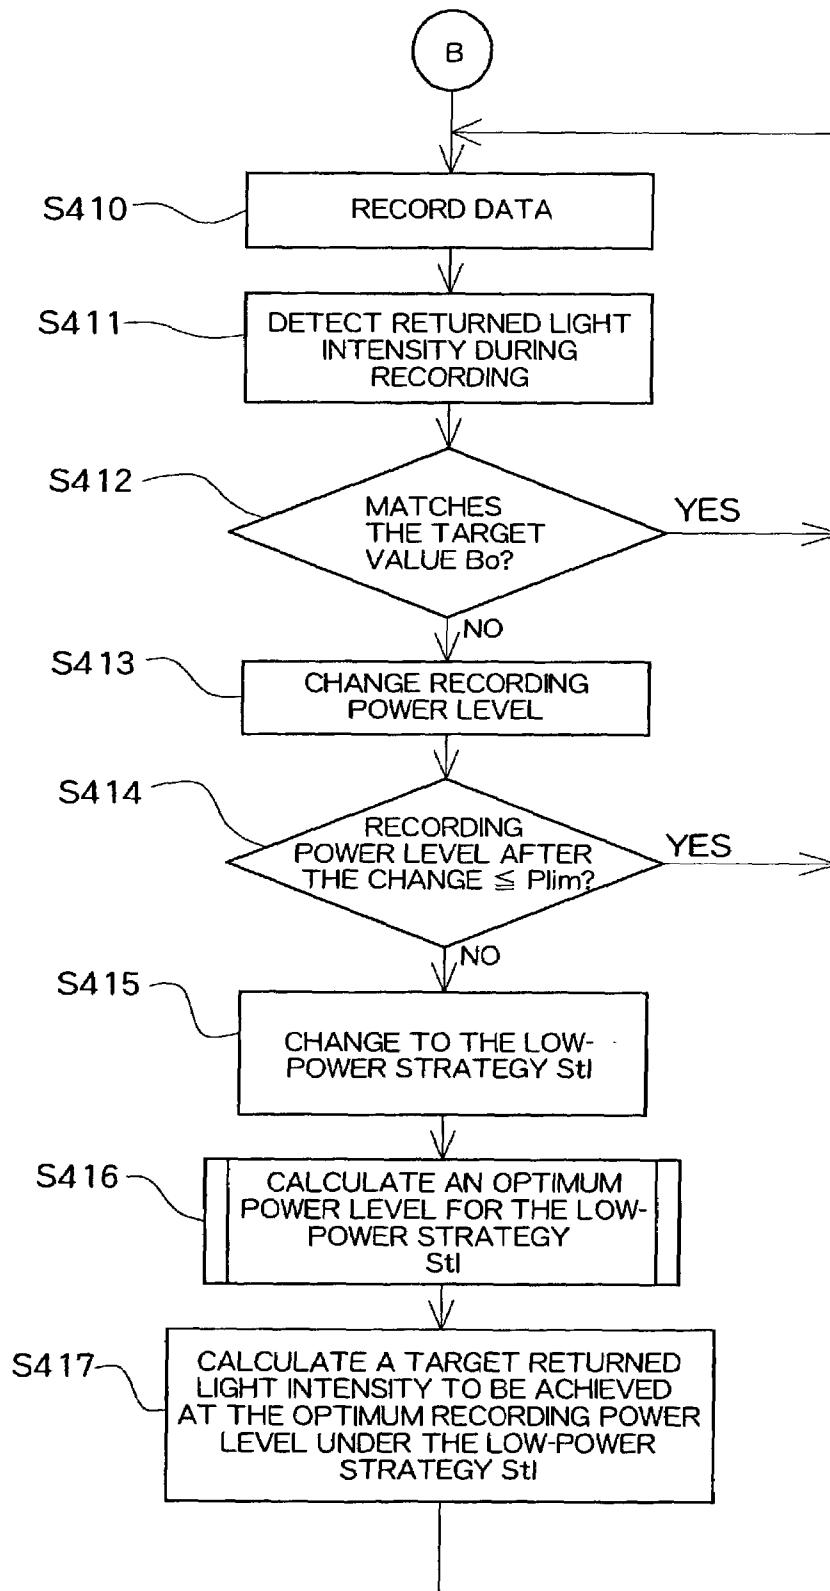 B
S410
RECORD DATA
S411
DETECT RETURNED LIGHT
INTENSITY DURING
RECORDING
S412
MATCHES
THE TARGET
VALUE Bo?
YES
NO
S413
CHANGE RECORDING
POWER LEVEL
S414
RECORDING
POWER LEVEL AFTER
THE CHANGE ≦ Plim?
YES
NO
S415
CHANGE TO THE LOW-
POWER STRATEGY Stl
S416
CALCULATE AN OPTIMUM
POWER LEVEL FOR THE LOW-
POWER STRATEGY
Stl
S417
CALCULATE A TARGET RETURNED
LIGHT INTENSITY TO BE ACHIEVED
AT THE OPTIMUM RECORDING POWER
LEVEL UNDER THE LOW-POWER
STRATEGY Stl